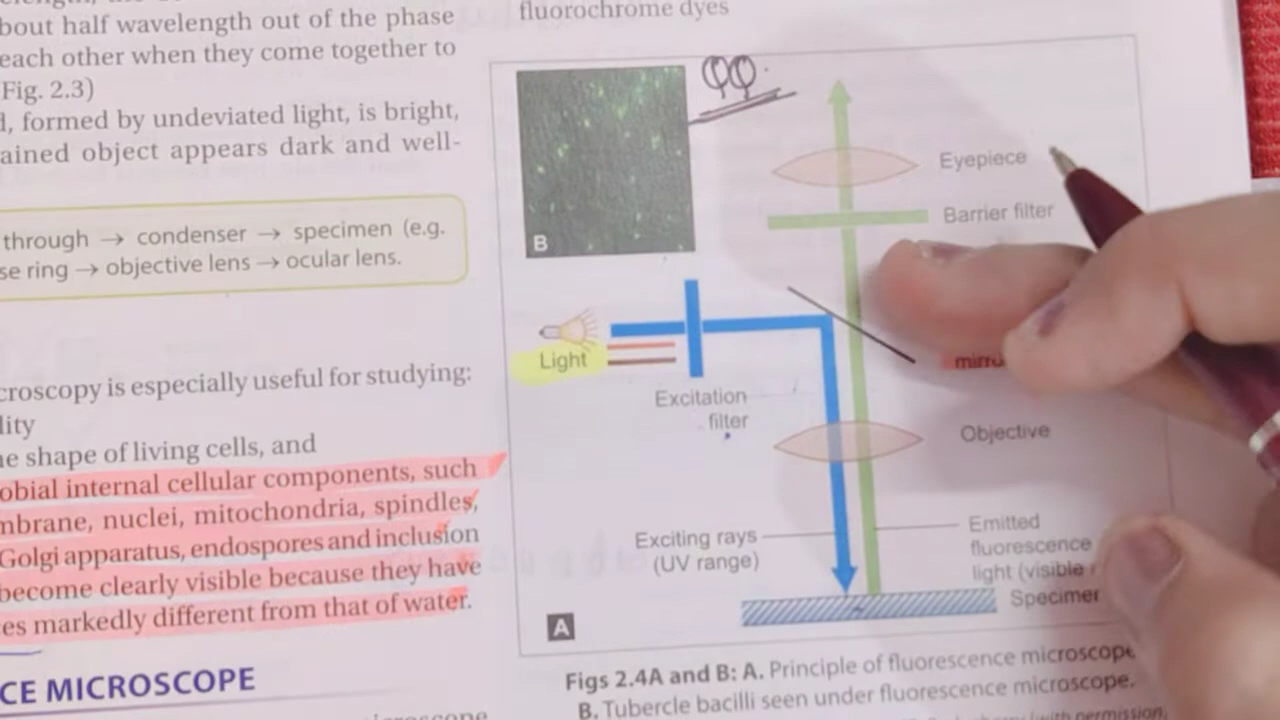 bout half wavelength out of the phase
each other when they come together to
Fig. 2.3)
, formed by undeviated light, is bright,
ained object appears dark and well-
through → condenser → specimen (e.g.
se ring → objective lens → ocular lens.
croscopy is especially useful for studying:
lity
e shape of living cells, and
obial internal cellular components, such
mbrane, nuclei, mitochondria, spindles,
Golgi apparatus, endospores and inclusion
become clearly visible because they have
es markedly different from that of water.
CE MICROSCOPE
fluorochrome dyes
B
Eyepiece
Barrier filter
Light
Excitation
filter
Objective
Exciting rays
(UV range)
Emitted
fluorescence
light (visible
Specimen
A
Figs 2.4A and B: A. Principle of fluorescence microscope
B. Tubercle bacilli seen under fluorescence microscope.